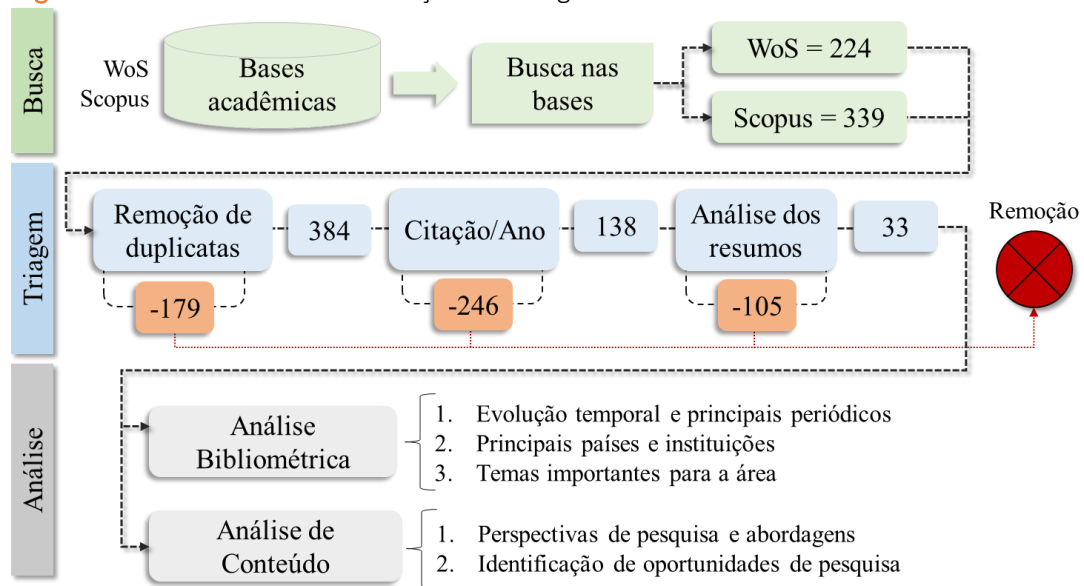 Busca
WoS
Scopus
Bases
acadêmicas
Busca nas
bases
WoS = 224
Scopus = 339
Triagem
Remoção de
duplicatas
384
Citação/Ano
138
Análise dos
resumos
33
Remoção
-179
-246
-105
Análise
Análise
Bibliométrica
1. Evolução temporal e principais periódicos
2. Principais países e instituições
3. Temas importantes para a área
Análise de
Conteúdo
1. Perspectivas de pesquisa e abordagens
2. Identificação de oportunidades de pesquisa